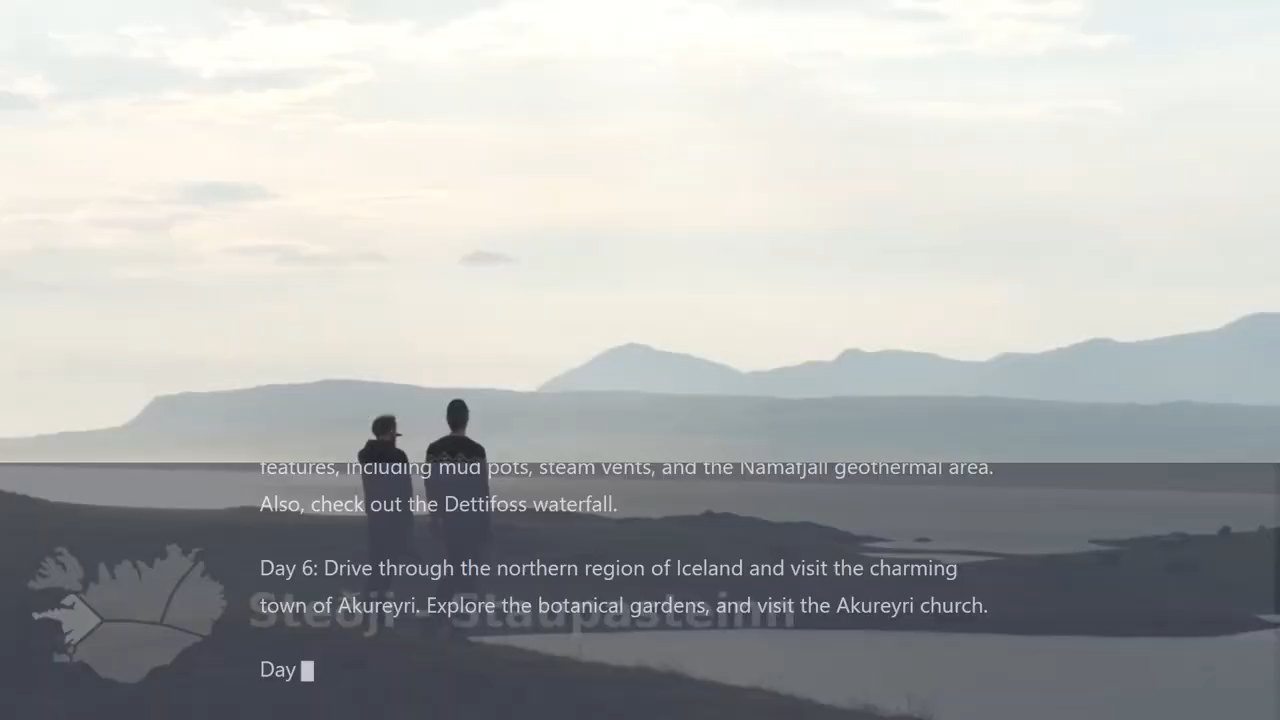 features, including mud pots, steam vents, and the Namafjall geothermal area.
Also, check out the Dettifoss waterfall.
Day 6: Drive through the northern region of Iceland and visit the charming
town of Akureyri. Explore the botanical gardens, and visit the Akureyri church.
Steðji - Staupasteinn
Day